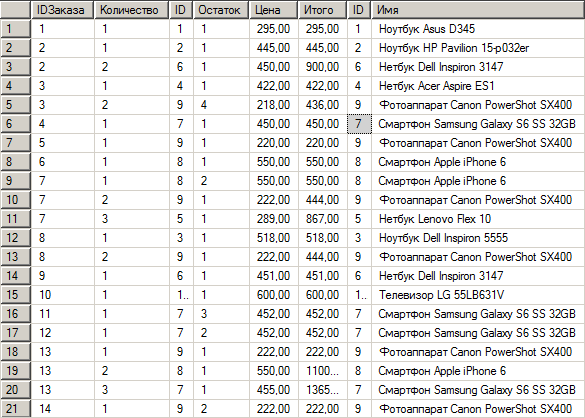 IDЗаказа Количество ID Остаток Цена Итого ID Имя
1 1 1 1 1 295,00 295,00 1 Ноутбук Asus D345
2 2 1 2 1 445,00 445,00 2 Ноутбук HP Pavilion 15-p032er
3 2 2 6 1 450,00 900,00 6 Нетбук Dell Inspiron 3147
4 3 1 4 1 422,00 422,00 4 Нетбук Acer Aspire ES1
5 3 2 9 4 218,00 436,00 9 Фотоаппарат Canon PowerShot SX400
6 4 1 7 1 450,00 450,00 7 Смартфон Samsung Galaxy S6 SS 32GB
7 5 1 9 1 220,00 220,00 9 Фотоаппарат Canon PowerShot SX400
8 6 1 8 1 550,00 550,00 8 Смартфон Apple iPhone 6
9 7 1 8 2 550,00 550,00 8 Смартфон Apple iPhone 6
10 7 2 9 1 222,00 444,00 9 Фотоаппарат Canon PowerShot SX400
11 7 3 5 1 289,00 867,00 5 Нетбук Lenovo Flex 10
12 8 1 3 1 518,00 518,00 3 Ноутбук Dell Inspiron 5555
13 8 2 9 1 222,00 444,00 9 Фотоаппарат Canon PowerShot SX400
14 9 1 6 1 451,00 451,00 6 Нетбук Dell Inspiron 3147
15 10 1 1... 1 600,00 600,00 1... Телевизор LG 55LB631V
16 11 1 7 3 452,00 452,00 7 Смартфон Samsung Galaxy S6 SS 32GB
17 12 1 7 2 452,00 452,00 7 Смартфон Samsung Galaxy S6 SS 32GB
18 13 1 9 1 222,00 222,00 9 Фотоаппарат Canon PowerShot SX400
19 13 2 8 1 550,00 1100... 8 Смартфон Apple iPhone 6
20 13 3 7 1 455,00 1365... 7 Смартфон Samsung Galaxy S6 SS 32GB
21 14 1 9 2 222,00 222,00 9 Фотоаппарат Canon PowerShot SX400